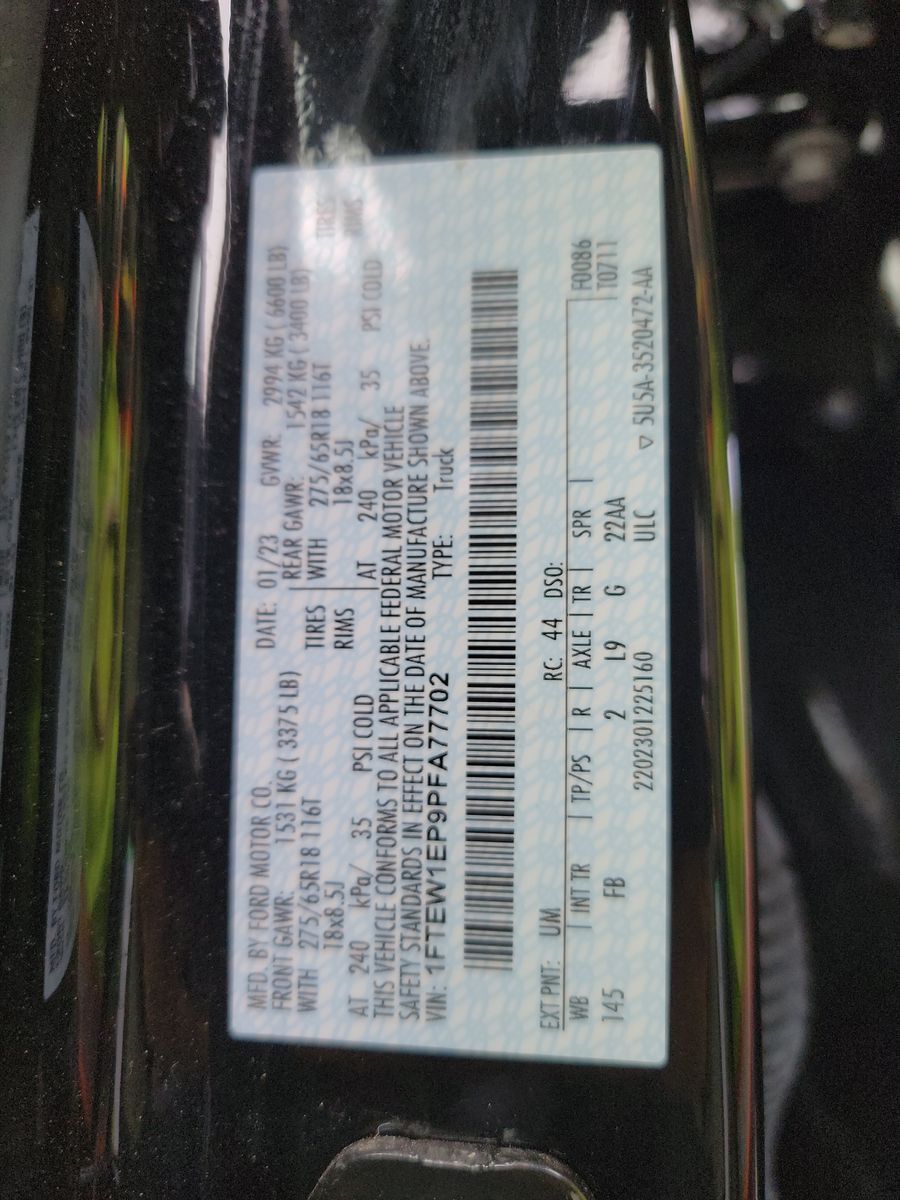 MFD. BY FORD MOTOR CO.
DATE: 01/23 GVWR: 2994 KG ( 6600 LB)
FRONT GAWR: 1531 KG ( 3375 LB) REAR GAWR: 1542 KG ( 3400 LB)
WITH 275/65R18 116T TIRES WITH 275/65R18 116T TIRES
18x8.5J RIMS 18x8.5J RIMS
AT 240 kPa/ 35 PSI COLD AT 240 kPa/ 35 PSI COLD
THIS VEHICLE CONFORMS TO ALL APPLICABLE FEDERAL MOTOR VEHICLE
SAFETY STANDARDS IN EFFECT ON THE DATE OF MANUFACTURE SHOWN ABOVE.
VIN: 1FTEW1EP9PFA77702 TYPE: Truck
EXT PNT: UM RC: 44 DSO:
WB | INT TR | TP/PS | R | AXLE | TR | SPR | F0086
T0711
145 FB 2 L9 G 22AA
2202301225160 ULC ▽ 5U5A-3520472-AA